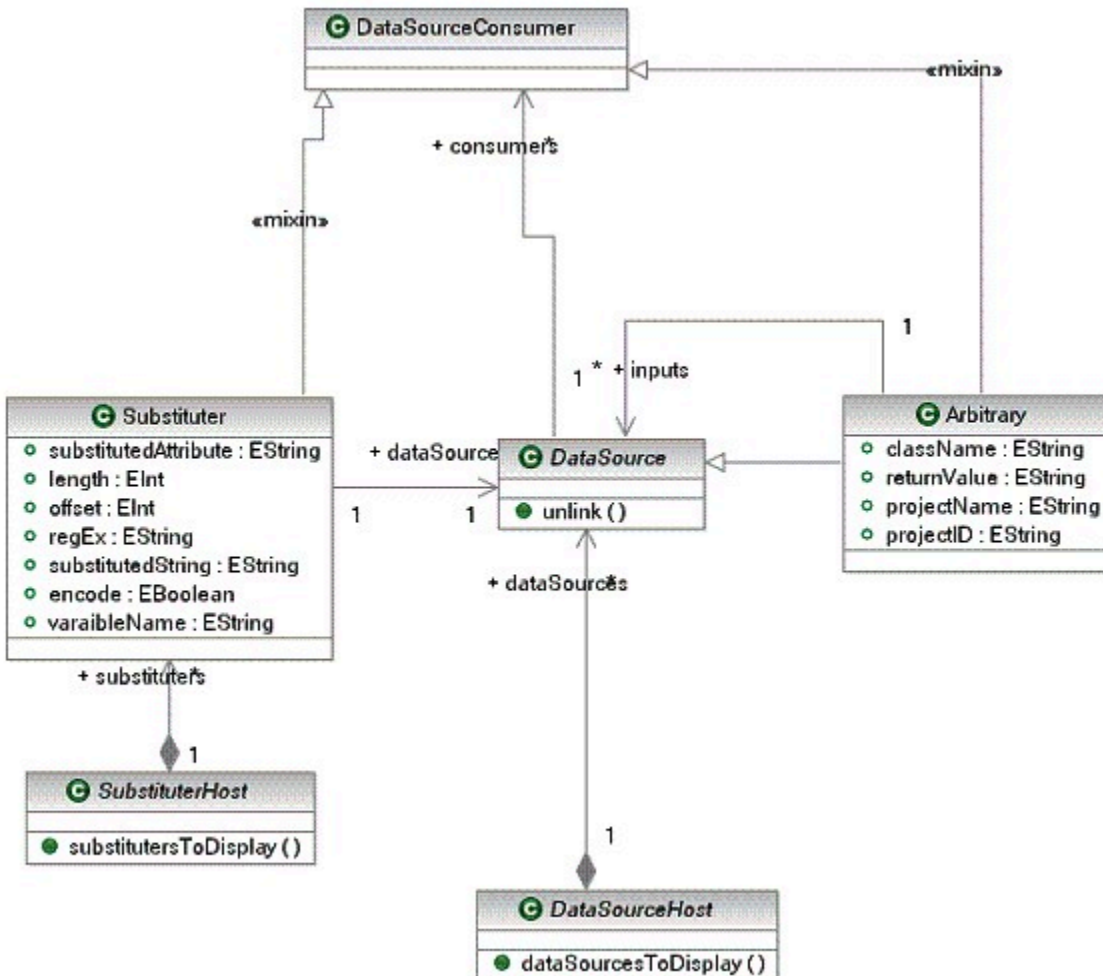 DataSourceConsumer
«mixin»
+ consumers
*
«mixin»
1
1
*
+ inputs
Substituter
substitutedAttribute : EString
length : EInt
offset : EInt
regEx : EString
substitutedString : EString
encode : EBoolean
varaibleName : EString
+ dataSource
1
1
DataSource
unlink ( )
Arbitrary
className : EString
returnValue : EString
projectName : EString
projectID : EString
+ dataSources
*
+ substituters
*
1
SubstituterHost
substitutersToDisplay ( )
1
DataSourceHost
dataSourcesToDisplay ( )